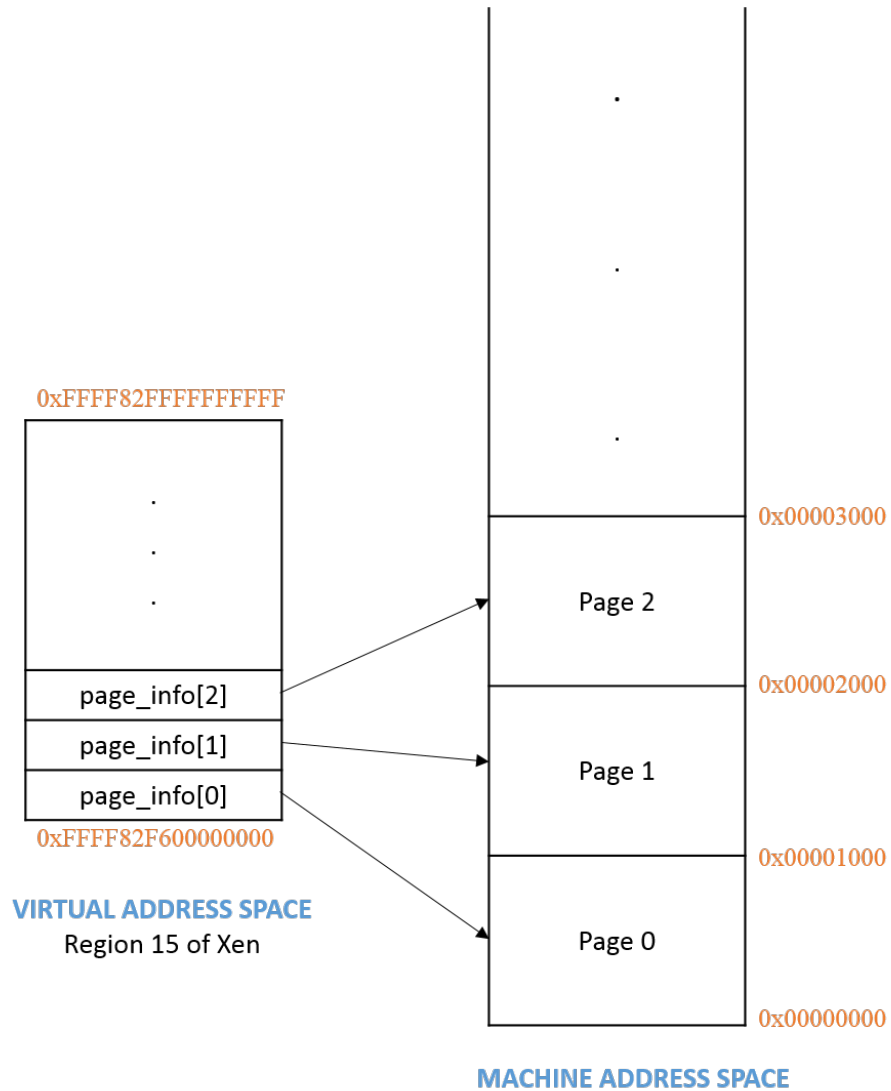 0xFFFF82FFFFFFFFFF
page_info[2]
page_info[1]
page_info[0]
0xFFFF82F600000000
VIRTUAL ADDRESS SPACE
Region 15 of Xen
0x00003000
Page 2
0x00002000
Page 1
0x00001000
Page 0
0x00000000
MACHINE ADDRESS SPACE